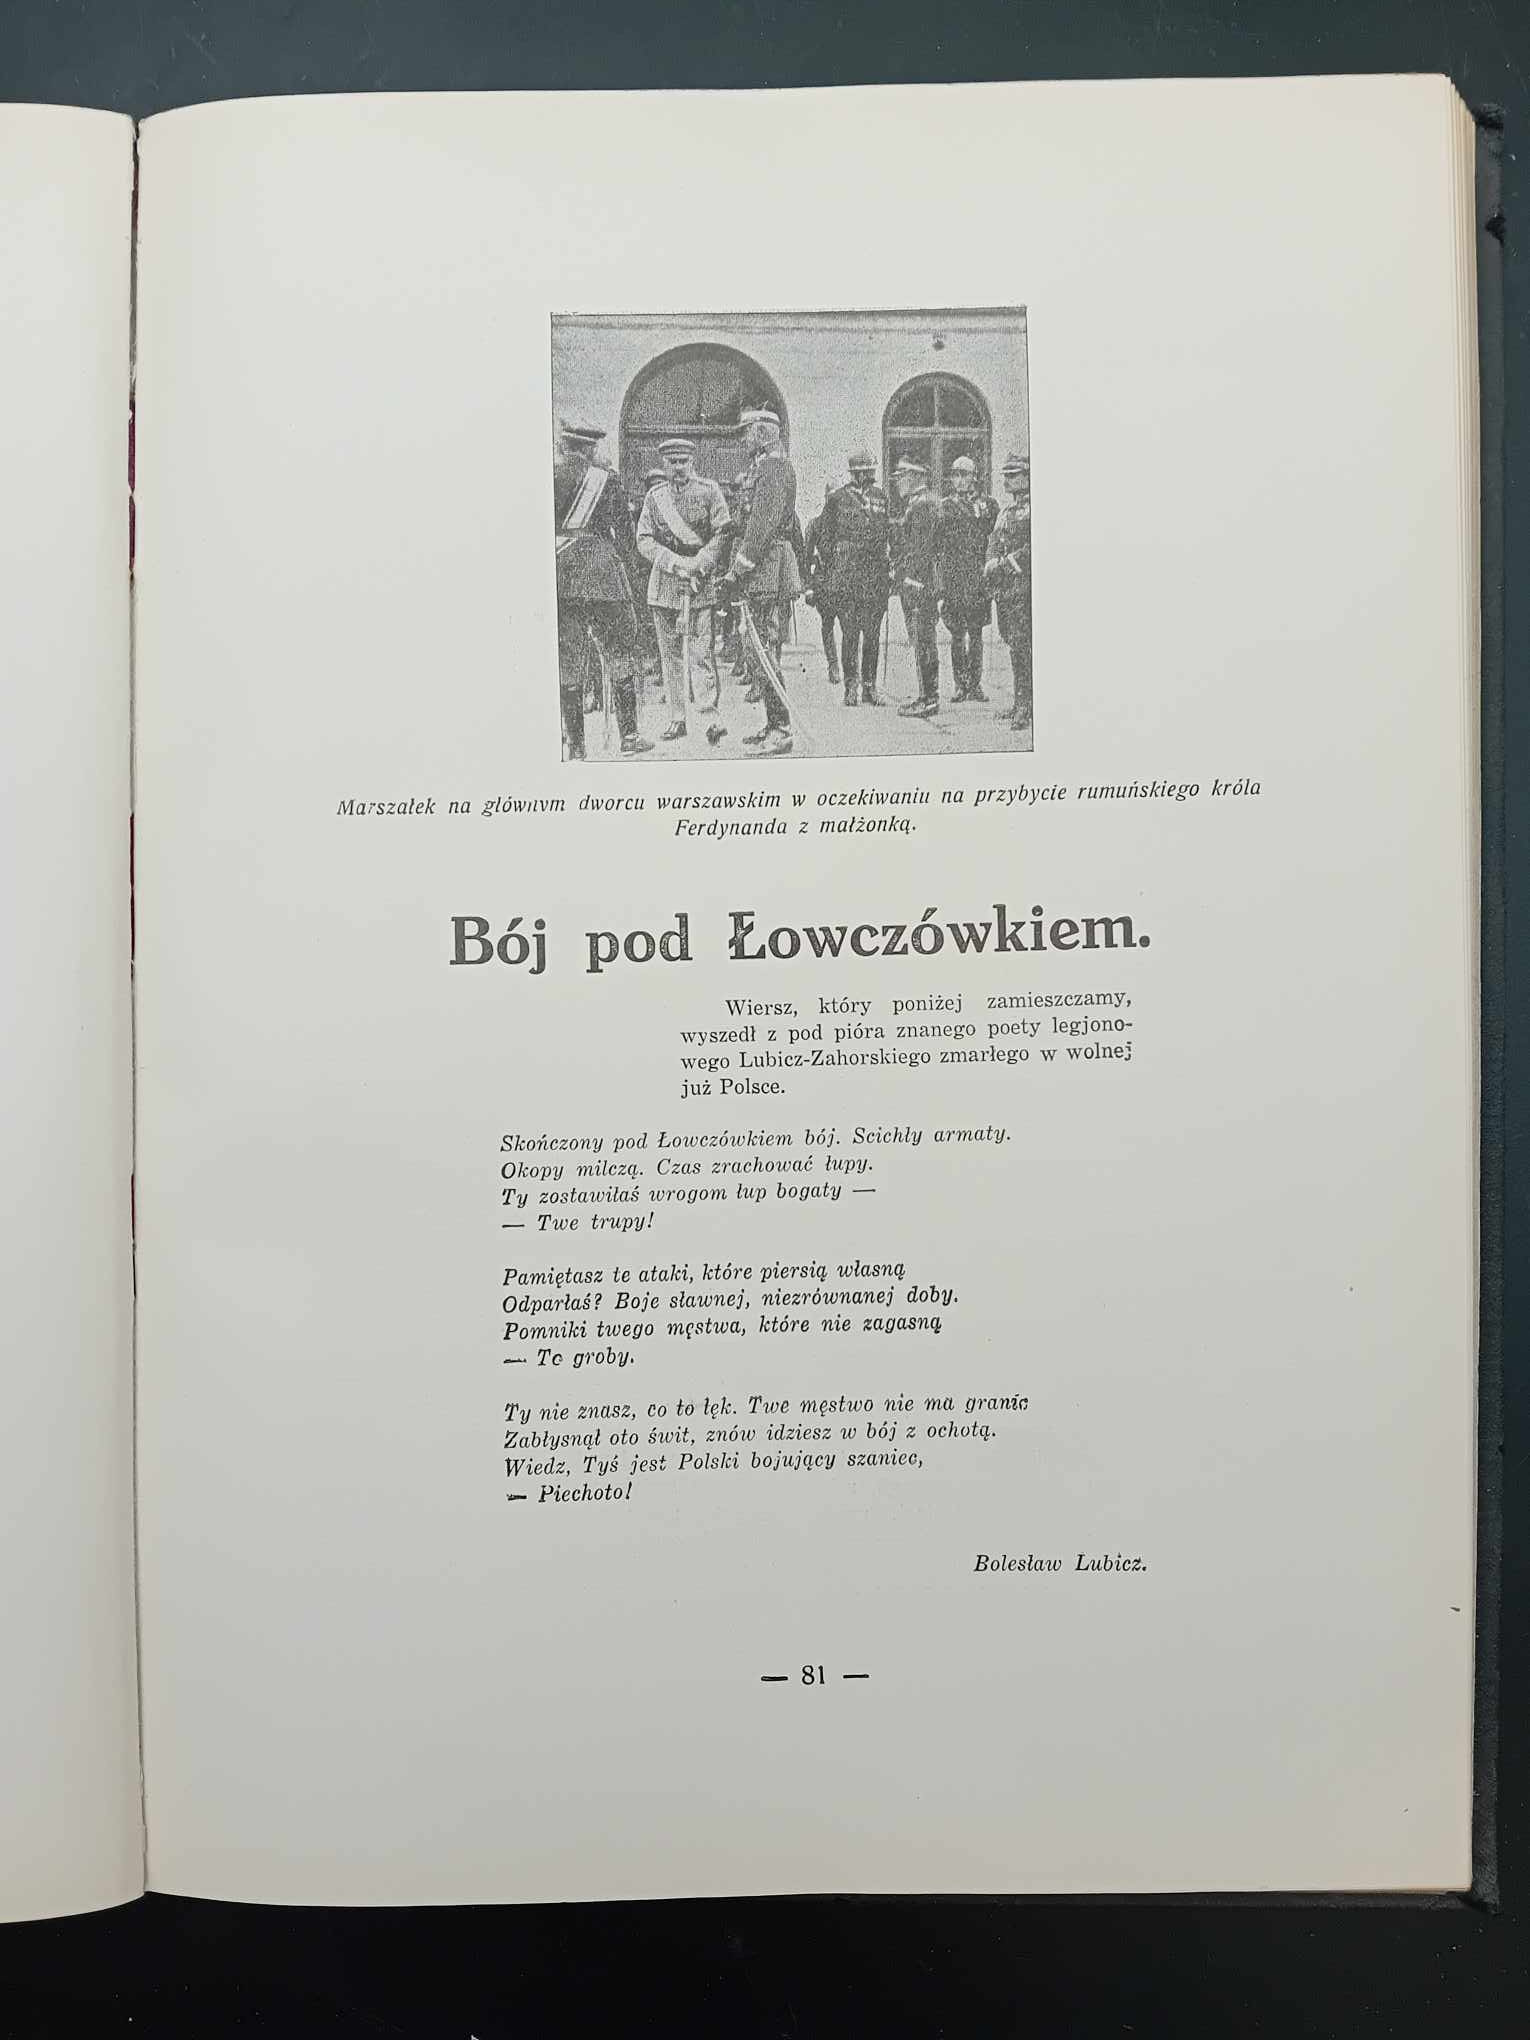 Marszałek na głównym dworcu warszawskim w oczekiwaniu na przybycie rumuńskiego króla
Ferdynanda z małżonką.
Bój pod Łowczówkiem.
Wiersz, który poniżej zamieszczamy,
wyszedł z pod pióra znanego poety legjono-
wego Lubicz-Zahorskiego zmarłego w wolnej
już Polsce.
Skończony pod Łowczówkiem bój. Scichły armaty.
Okopy milczą. Czas zrachować łupy.
Ty zostawiłaś wrogom łup bogaty —
— Twe trupy!
Pamiętasz te ataki, które piersią własną
Odparłaś? Boje sławnej, niezrównanej doby.
Pomniki twego męstwa, które nie zagasną
— To groby.
Ty nie znasz, co to lęk. Twe męstwo nie ma granic
Zabłysnął oto świt, znów idziesz w bój z ochotą.
Wiedz, Tyś jest Polski bojujący szaniec,
— Piechoto!
Bolesław Lubicz.
— 81 —